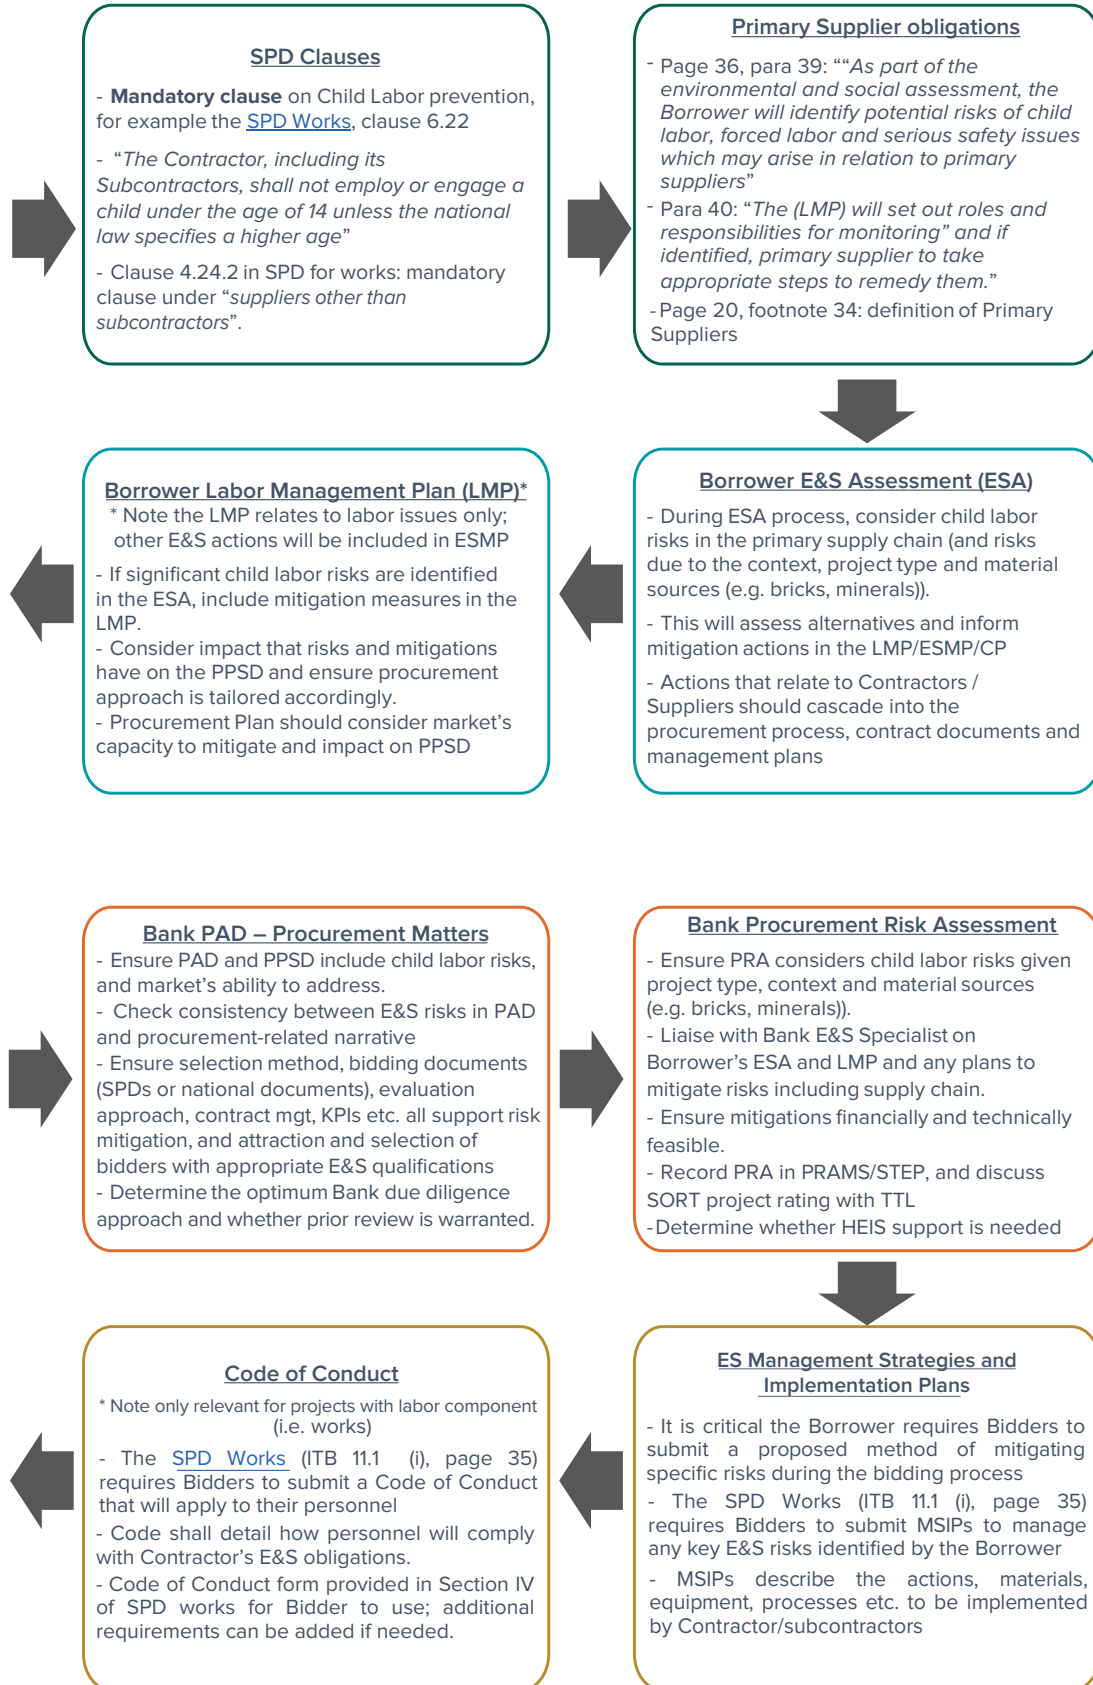 SPD Clauses
- Mandatory clause on Child Labor prevention,
for example the SPD Works, clause 6.22
- “The Contractor, including its
Subcontractors, shall not employ or engage a
child under the age of 14 unless the national
law specifies a higher age”
- Clause 4.24.2 in SPD for works: mandatory
clause under “suppliers other than
subcontractors”.
Primary Supplier obligations
- Page 36, para 39: ““As part of the
environmental and social assessment, the
Borrower will identify potential risks of child
labor, forced labor and serious safety issues
which may arise in relation to primary
suppliers”
- Para 40: “The (LMP) will set out roles and
responsibilities for monitoring” and if
identified, primary supplier to take
appropriate steps to remedy them.”
- Page 20, footnote 34: definition of Primary
Suppliers
Borrower E&S Assessment (ESA)
- During ESA process, consider child labor
risks in the primary supply chain (and risks
due to the context, project type and material
sources (e.g. bricks, minerals)).
- This will assess alternatives and inform
mitigation actions in the LMP/ESMP/CP
- Actions that relate to Contractors /
Suppliers should cascade into the
procurement process, contract documents and
management plans
Borrower Labor Management Plan (LMP)*
* Note the LMP relates to labor issues only;
other E&S actions will be included in ESMP
- If significant child labor risks are identified
in the ESA, include mitigation measures in the
LMP.
- Consider impact that risks and mitigations
have on the PPSD and ensure procurement
approach is tailored accordingly.
- Procurement Plan should consider market’s
capacity to mitigate and impact on PPSD
Bank PAD – Procurement Matters
- Ensure PAD and PPSD include child labor risks,
and market’s ability to address.
- Check consistency between E&S risks in PAD
and procurement-related narrative
- Ensure selection method, bidding documents
(SPDs or national documents), evaluation
approach, contract mgt, KPIs etc. all support risk
mitigation, and attraction and selection of
bidders with appropriate E&S qualifications
- Determine the optimum Bank due diligence
approach and whether prior review is warranted.
Bank Procurement Risk Assessment
- Ensure PRA considers child labor risks given
project type, context and material sources
(e.g. bricks, minerals)).
- Liaise with Bank E&S Specialist on
Borrower’s ESA and LMP and any plans to
mitigate risks including supply chain.
- Ensure mitigations financially and technically
feasible.
- Record PRA in PRAMS/STEP, and discuss
SORT project rating with TTL
- Determine whether HEIS support is needed
ES Management Strategies and
Implementation Plans
- It is critical the Borrower requires Bidders to
submit a proposed method of mitigating
specific risks during the bidding process
- The SPD Works (ITB 11.1 (i), page 35)
requires Bidders to submit MSIPs to manage
any key E&S risks identified by the Borrower
- MSIPs describe the actions, materials,
equipment, processes etc. to be implemented
by Contractor/subcontractors
Code of Conduct
* Note only relevant for projects with labor component
(i.e. works)
- The SPD Works (ITB 11.1 (i), page 35)
requires Bidders to submit a Code of Conduct
that will apply to their personnel
- Code shall detail how personnel will comply
with Contractor’s E&S obligations.
- Code of Conduct form provided in Section IV
of SPD works for Bidder to use; additional
requirements can be added if needed.